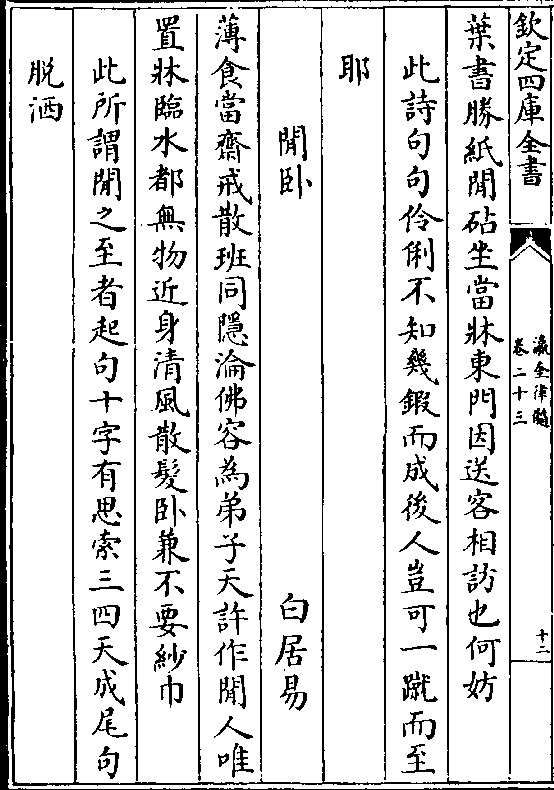 欽定四庫全書
瀛奎律髓
卷二十三
十二
葉書勝紙閒砧坐當牀東門因送客相訪也何妨
此詩句句伶俐不知幾鍜而成後人豈可一蹴而至
耶
閒卧
白居易
薄食當齋戒散班同隱淪佛容為弟子天許作閒人唯
置牀臨水都無物近身清風散髮卧兼不要紗巾
此所謂閒之至者起句十字有思索三四天成尾句
脱洒